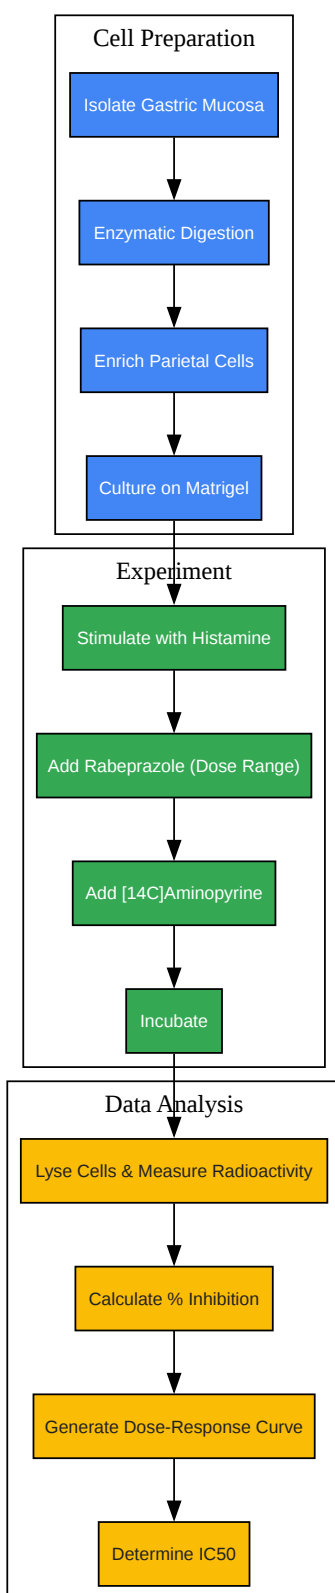 Cell Preparation
Isolate Gastric Mucosa
Enzymatic Digestion
Enrich Parietal Cells
Culture on Matrigel
Experiment
Stimulate with Histamine
Add Rabeprazole (Dose Range)
Add [14C]Aminopyrine
Incubate
Data Analysis
Lyse Cells & Measure Radioactivity
Calculate % Inhibition
Generate Dose-Response Curve
Determine IC50